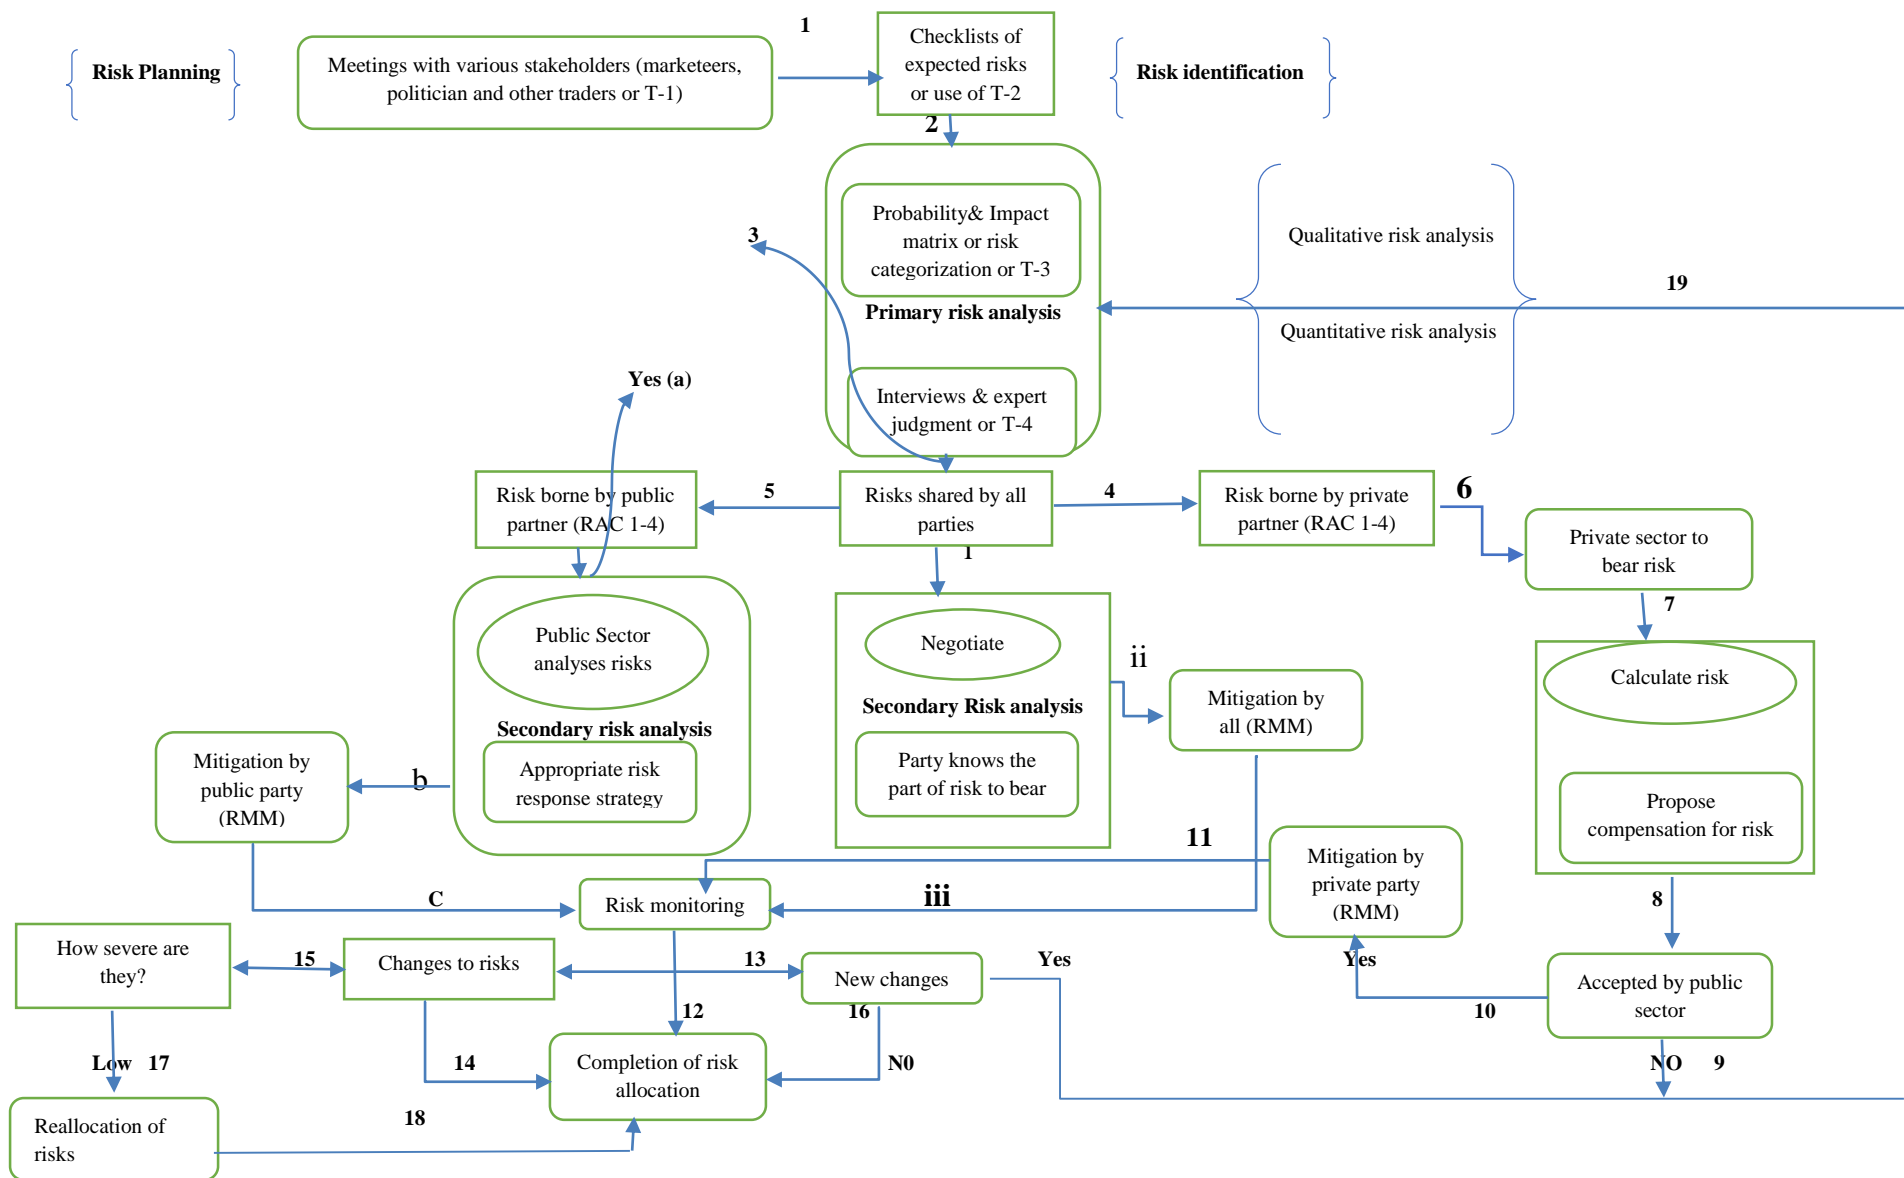 1
Risk Planning
Meetings with various stakeholders (marketeers,
politician and other traders or T-1)
Checklists of
expected risks
or use of T-2
Risk identification
2
Probability& Impact
matrix or risk
categorization or T-3
Primary risk analysis
Interviews & expert
judgment or T-4
3
Qualitative risk analysis
Quantitative risk analysis
19
Yes (a)
Risk borne by public
partner (RAC 1-4)
5
Risks shared by all
parties
4
Risk borne by private
partner (RAC 1-4)
6
Private sector to
bear risk
7
Public Sector
analyses risks
Secondary risk analysis
Appropriate risk
response strategy
Negotiate
Secondary Risk analysis
Party knows the
part of risk to bear
ii
Mitigation by
all (RMM)
Calculate risk
Propose
compensation for risk
Mitigation by
public party
(RMM)
b
11
Mitigation by
private party
(RMM)
8
C
Risk monitoring
iii
How severe are
they?
15
Changes to risks
13
New changes
Yes
Yes
Accepted by public
sector
10
12
16
Low 17
14
Completion of risk
allocation
N0
NO 9
Reallocation of
risks
18